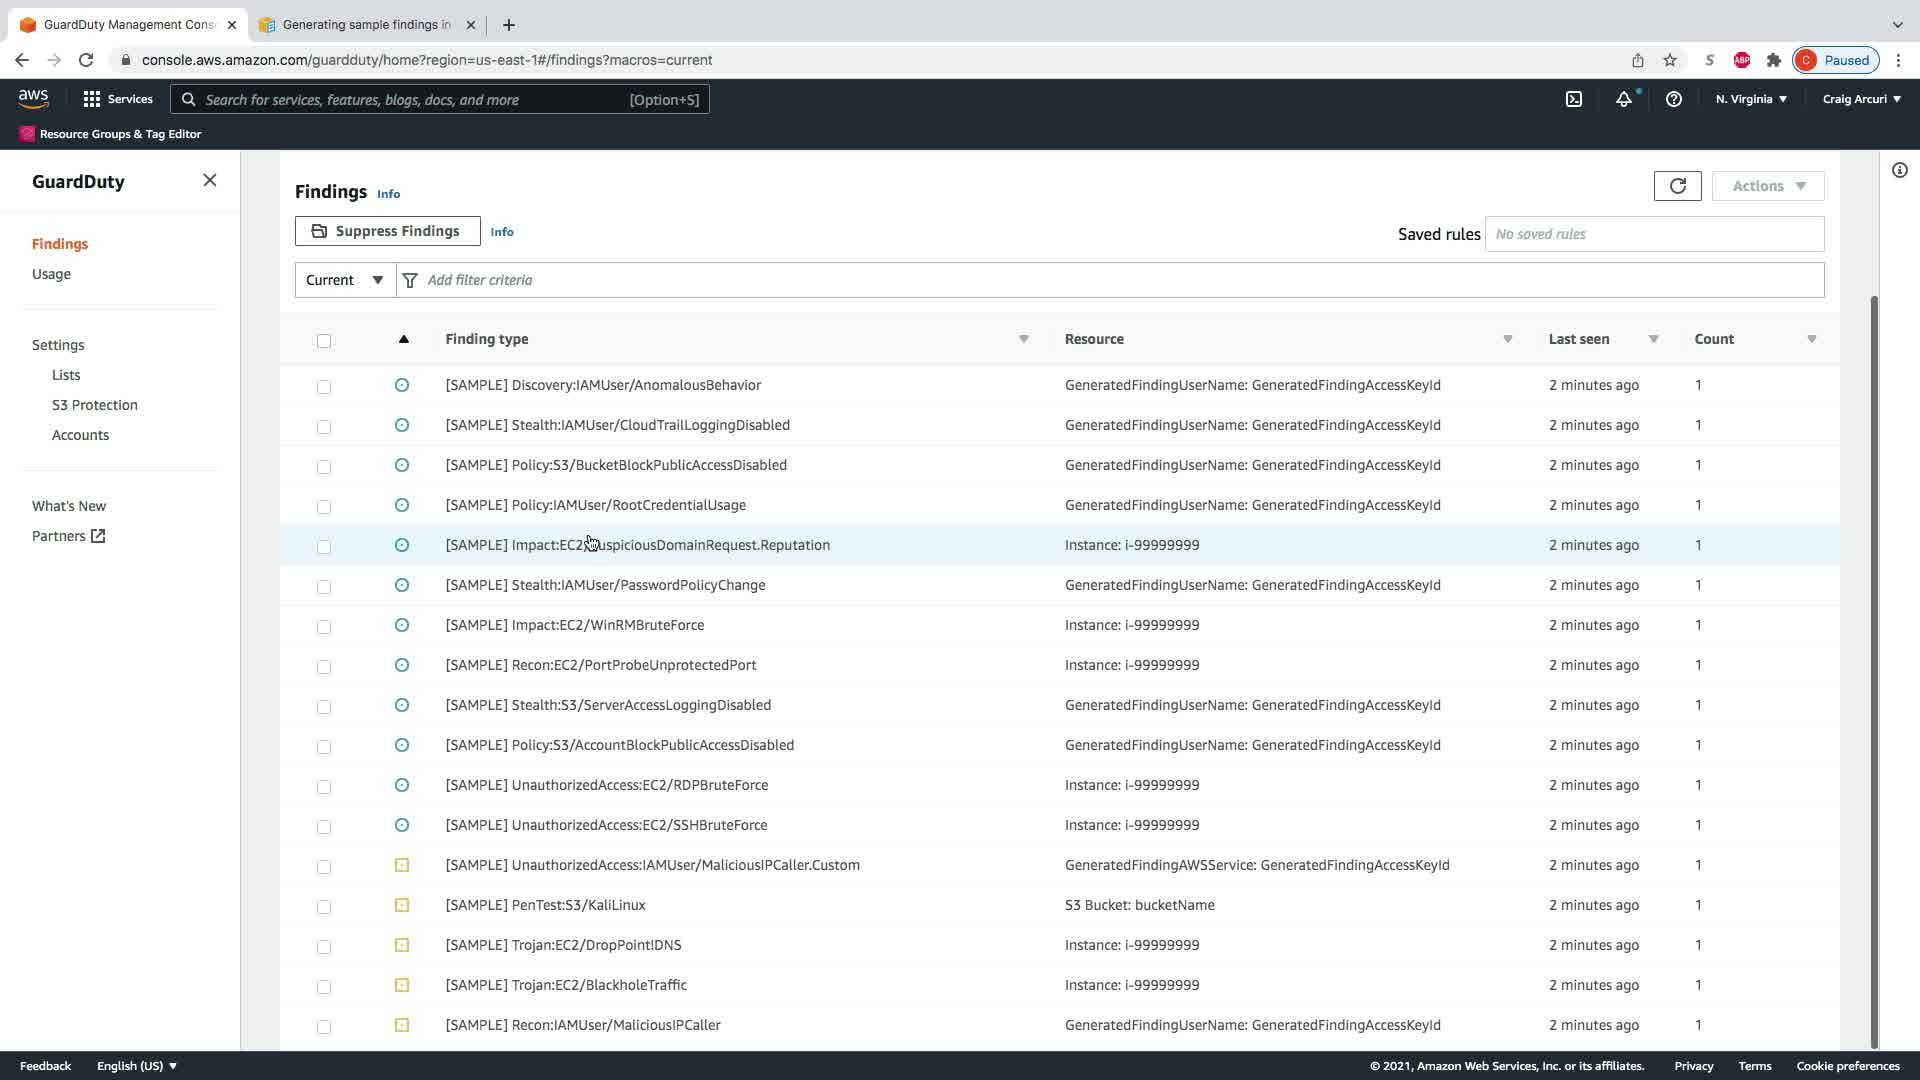 GuardDuty Management Cons
Generating sample findings in
console.aws.amazon.com/guardduty/home?region=us-east-1#/findings?macros=current
S
ABP
C
Paused
aws
Services
Search for services, features, blogs, docs, and more
[Option+S]
N. Virginia
Craig Arcuri
Resource Groups & Tag Editor
GuardDuty
Findings
Usage
Settings
Lists
S3 Protection
Accounts
What's New
Partners
Findings Info
Actions
Suppress Findings Info
Saved rules No saved rules
Current Add filter criteria
Finding type Resource Last seen Count
[SAMPLE] Discovery:IAMUser/AnomalousBehavior GeneratedFindingUserName: GeneratedFindingAccessKeyId 2 minutes ago 1
[SAMPLE] Stealth:IAMUser/CloudTrailLoggingDisabled GeneratedFindingUserName: GeneratedFindingAccessKeyId 2 minutes ago 1
[SAMPLE] Policy:S3/BucketBlockPublicAccessDisabled GeneratedFindingUserName: GeneratedFindingAccessKeyId 2 minutes ago 1
[SAMPLE] Policy:IAMUser/RootCredentialUsage GeneratedFindingUserName: GeneratedFindingAccessKeyId 2 minutes ago 1
[SAMPLE] Impact:EC2/SuspiciousDomainRequest.Reputation Instance: i-99999999 2 minutes ago 1
[SAMPLE] Stealth:IAMUser/PasswordPolicyChange GeneratedFindingUserName: GeneratedFindingAccessKeyId 2 minutes ago 1
[SAMPLE] Impact:EC2/WinRMBruteForce Instance: i-99999999 2 minutes ago 1
[SAMPLE] Recon:EC2/PortProbeUnprotectedPort Instance: i-99999999 2 minutes ago 1
[SAMPLE] Stealth:S3/ServerAccessLoggingDisabled GeneratedFindingUserName: GeneratedFindingAccessKeyId 2 minutes ago 1
[SAMPLE] Policy:S3/AccountBlockPublicAccessDisabled GeneratedFindingUserName: GeneratedFindingAccessKeyId 2 minutes ago 1
[SAMPLE] UnauthorizedAccess:EC2/RDPBruteForce Instance: i-99999999 2 minutes ago 1
[SAMPLE] UnauthorizedAccess:EC2/SSHBruteForce Instance: i-99999999 2 minutes ago 1
[SAMPLE] UnauthorizedAccess:IAMUser/MaliciousIPCaller.Custom GeneratedFindingAWSService: GeneratedFindingAccessKeyId 2 minutes ago 1
[SAMPLE] PenTest:S3/KaliLinux S3 Bucket: bucketName 2 minutes ago 1
[SAMPLE] Trojan:EC2/DropPoint!DNS Instance: i-99999999 2 minutes ago 1
[SAMPLE] Trojan:EC2/BlackholeTraffic Instance: i-99999999 2 minutes ago 1
[SAMPLE] Recon:IAMUser/MaliciousIPCaller GeneratedFindingUserName: GeneratedFindingAccessKeyId 2 minutes ago 1
Feedback English (US) © 2021, Amazon Web Services, Inc. or its affiliates. Privacy Terms Cookie preferences